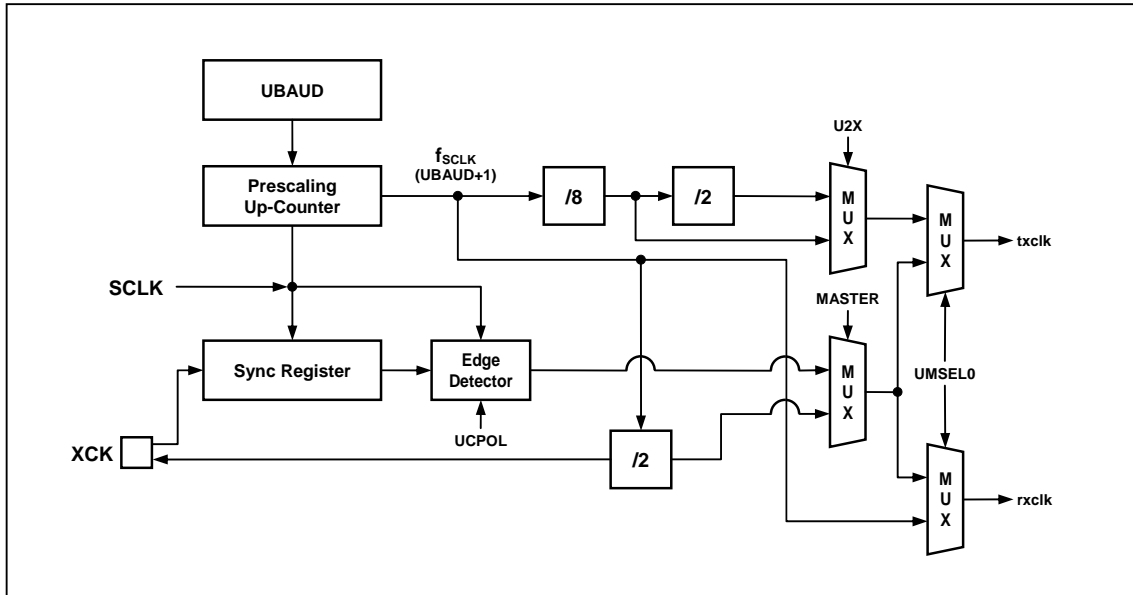 UBAUD
U2X
fSCLK
(UBAUD+1)
Prescaling
Up-Counter
/8
/2
M
U
X
M
U
X
txclk
SCLK
MASTER
Sync Register
Edge
Detector
M
U
X
UMSEL0
UCPOL
XCK
/2
M
U
X
rxclk